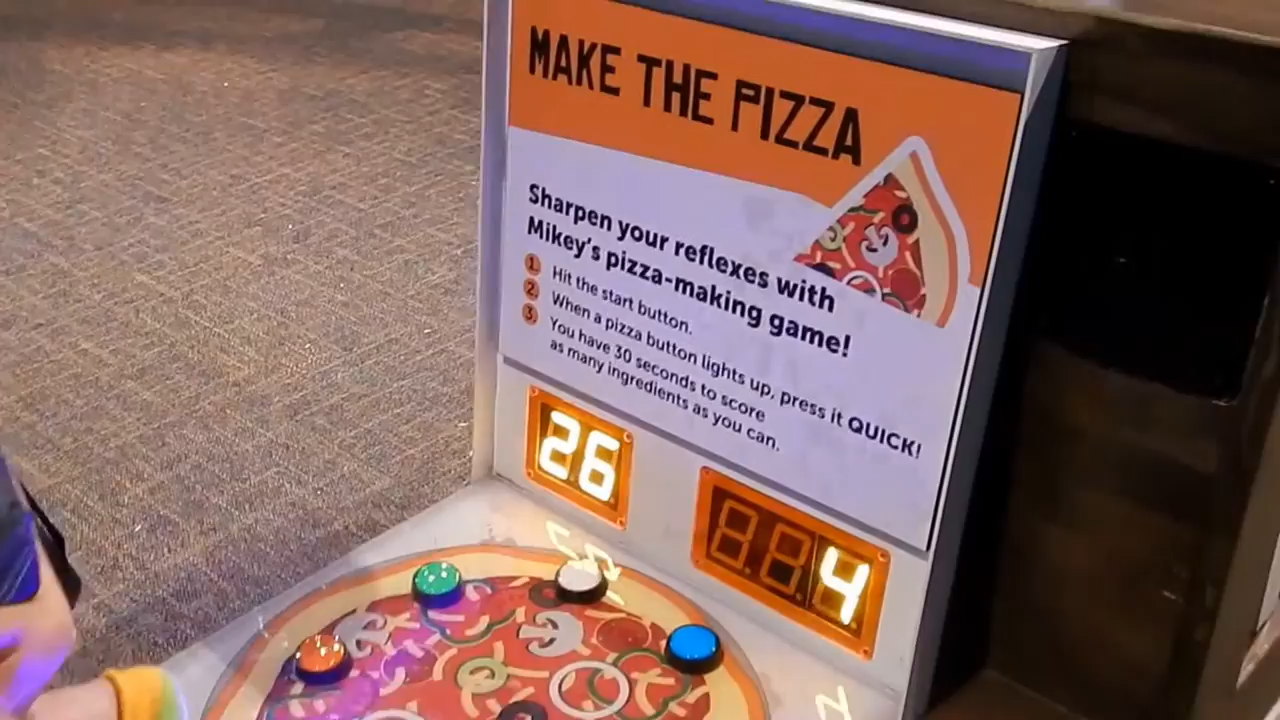 MAKE THE PIZZA
Sharpen your reflexes with
Mikey's pizza-making game!
1. Hit the start button.
2. When a pizza button lights up, press it QUICK!
3. You have 30 seconds to score
as many ingredients as you can.
26
4